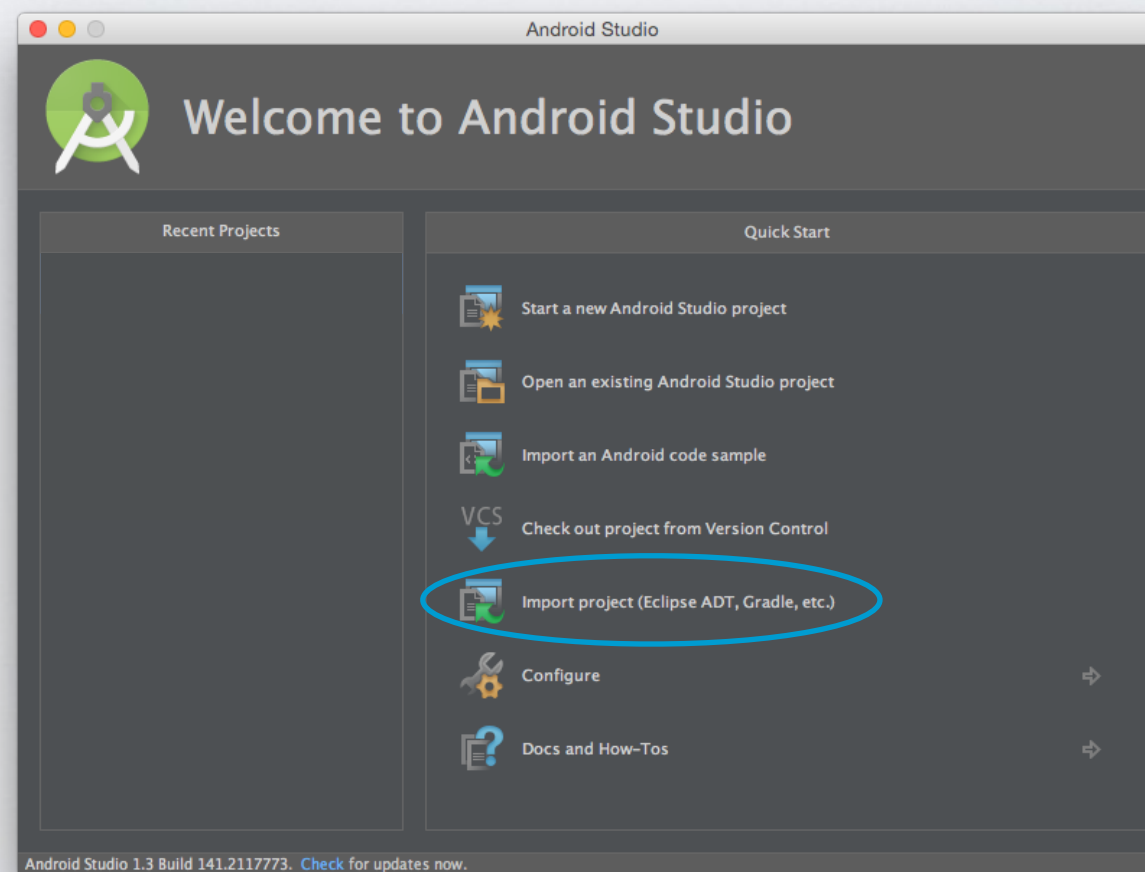 Android Studio
Welcome to Android Studio
Recent Projects
Quick Start
Start a new Android Studio project
Open an existing Android Studio project
Import an Android code sample
VCS
Check out project from Version Control
Import project (Eclipse ADT, Gradle, etc.)
Configure
Docs and How-Tos
Android Studio 1.3 Build 141.2117773. Check for updates now.